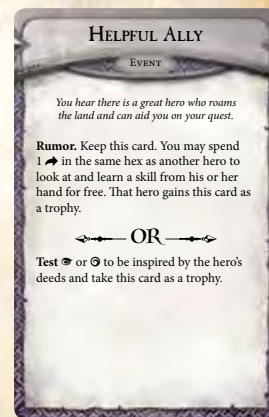 HELPFUL ALLY
EVENT
You hear there is a great hero who roams
the land and can aid you on your quest.
Rumor. Keep this card. You may spend
1 in the same hex as another hero to
look at and learn a skill from his or her
hand for free. That hero gains this card as
a trophy.
OR
Test or to be inspired by the hero's
deeds and take this card as a trophy.